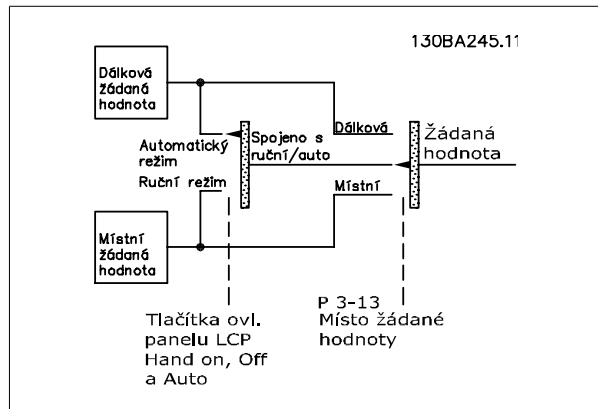 130BA245.11
Dálková
žádaná
hodnota
Automatický
režim
Ruční režim
Spojeno s
ruční/auto
Dálková
Místní
Žádaná
hodnota
Místní
žádaná
hodnota
Tlačítka ovl.
panelu LCP
Hand on, Off
a Auto
P 3-13
Místo žádané
hodnoty